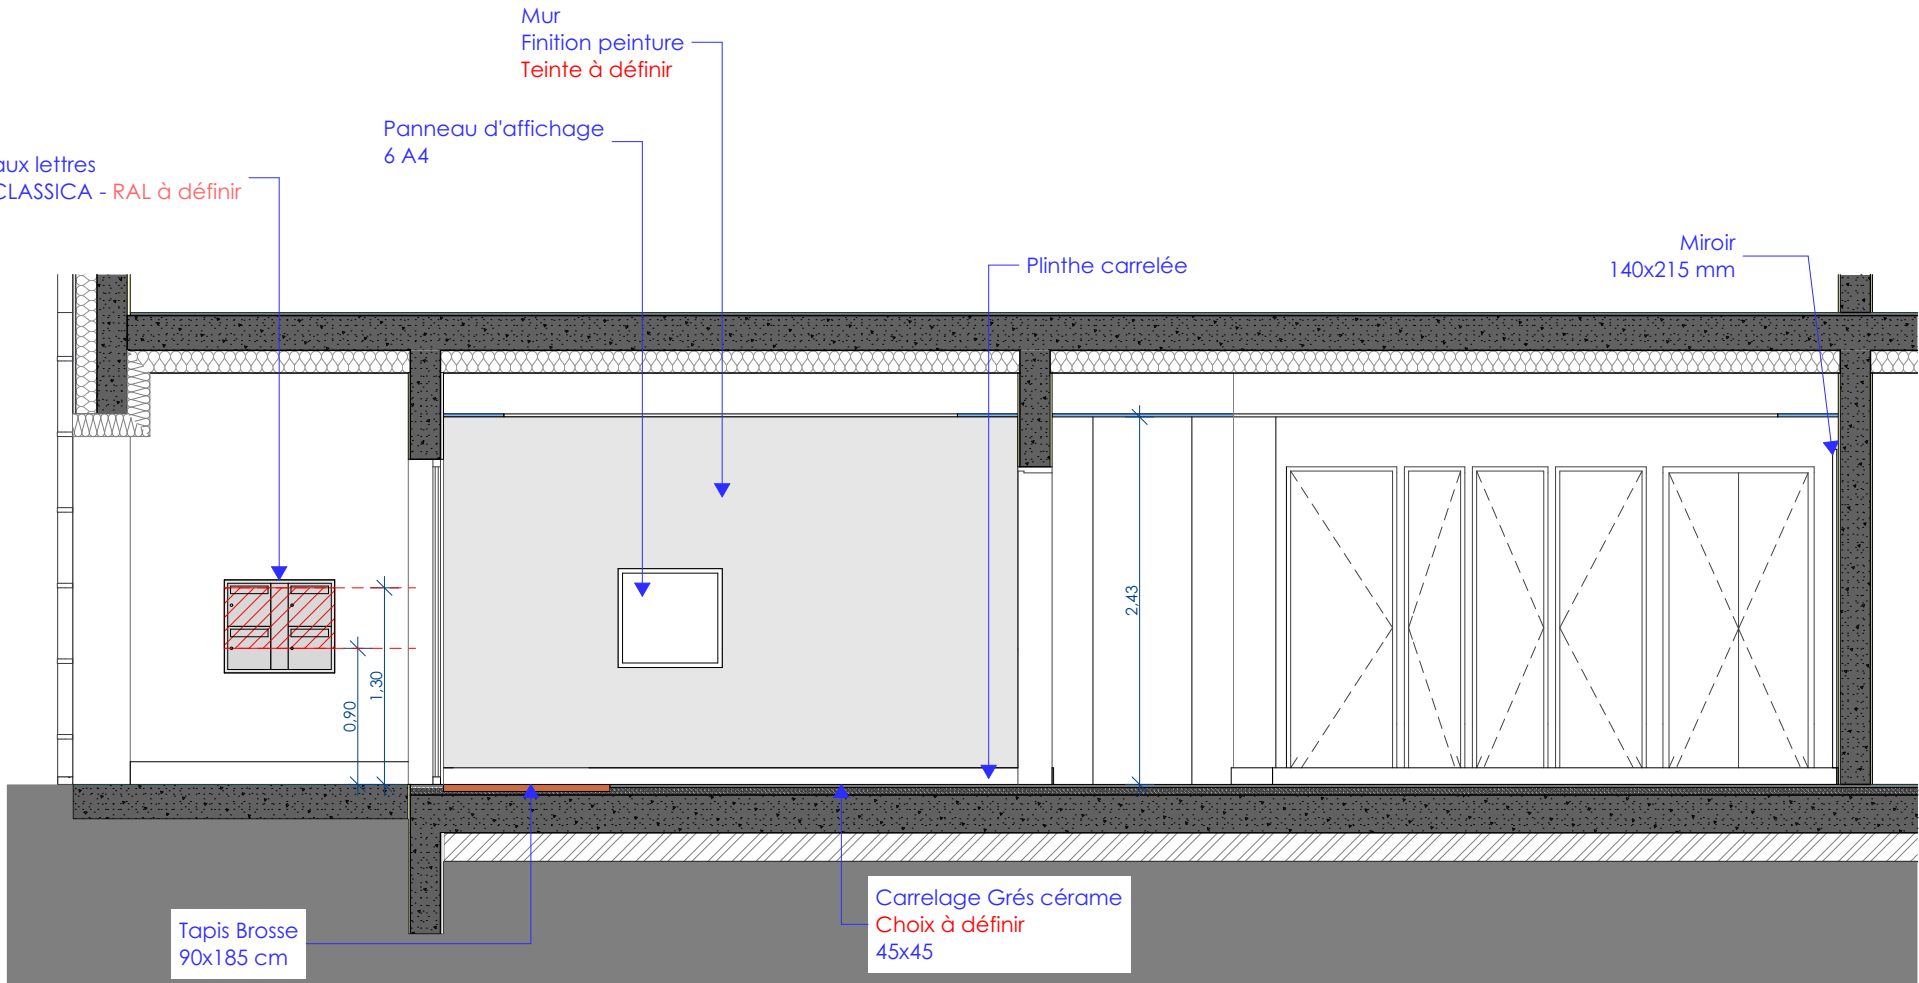 Mur
Finition peinture
Teinte à définir
Panneau d'affichage
6 A4
aux lettres
CLASSICA - RAL à définir
Plinthe carrelée
Miroir
140x215 mm
2,43
1,30
0,90
Tapis Brosse
90x185 cm
Carrelage Grés cérame
Choix à définir
45x45